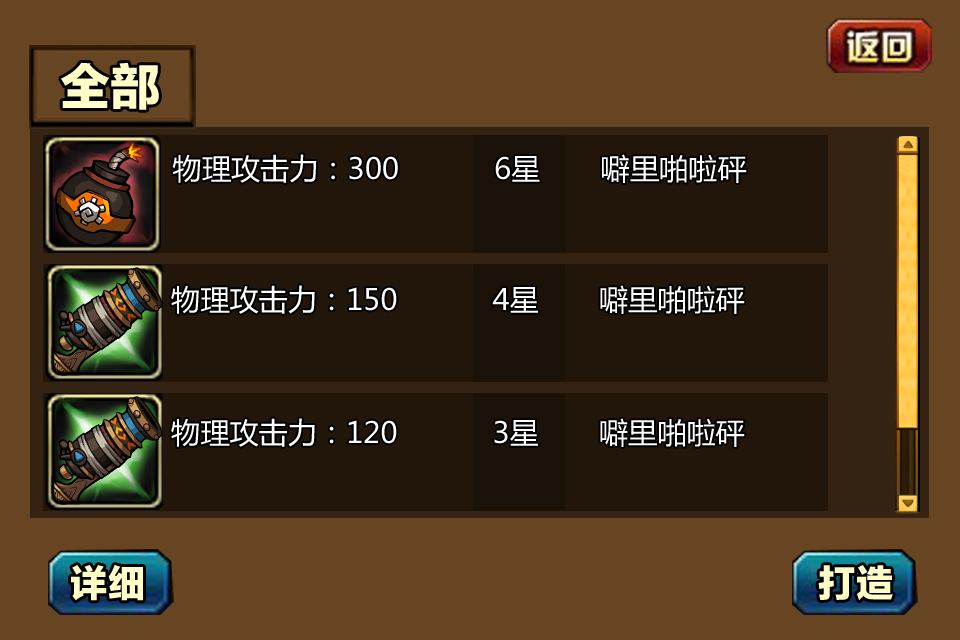 返回
全部
物理攻击力：300 6星 噼里啪啦砰
物理攻击力：150 4星 噼里啪啦砰
物理攻击力：120 3星 噼里啪啦砰
详细 打造